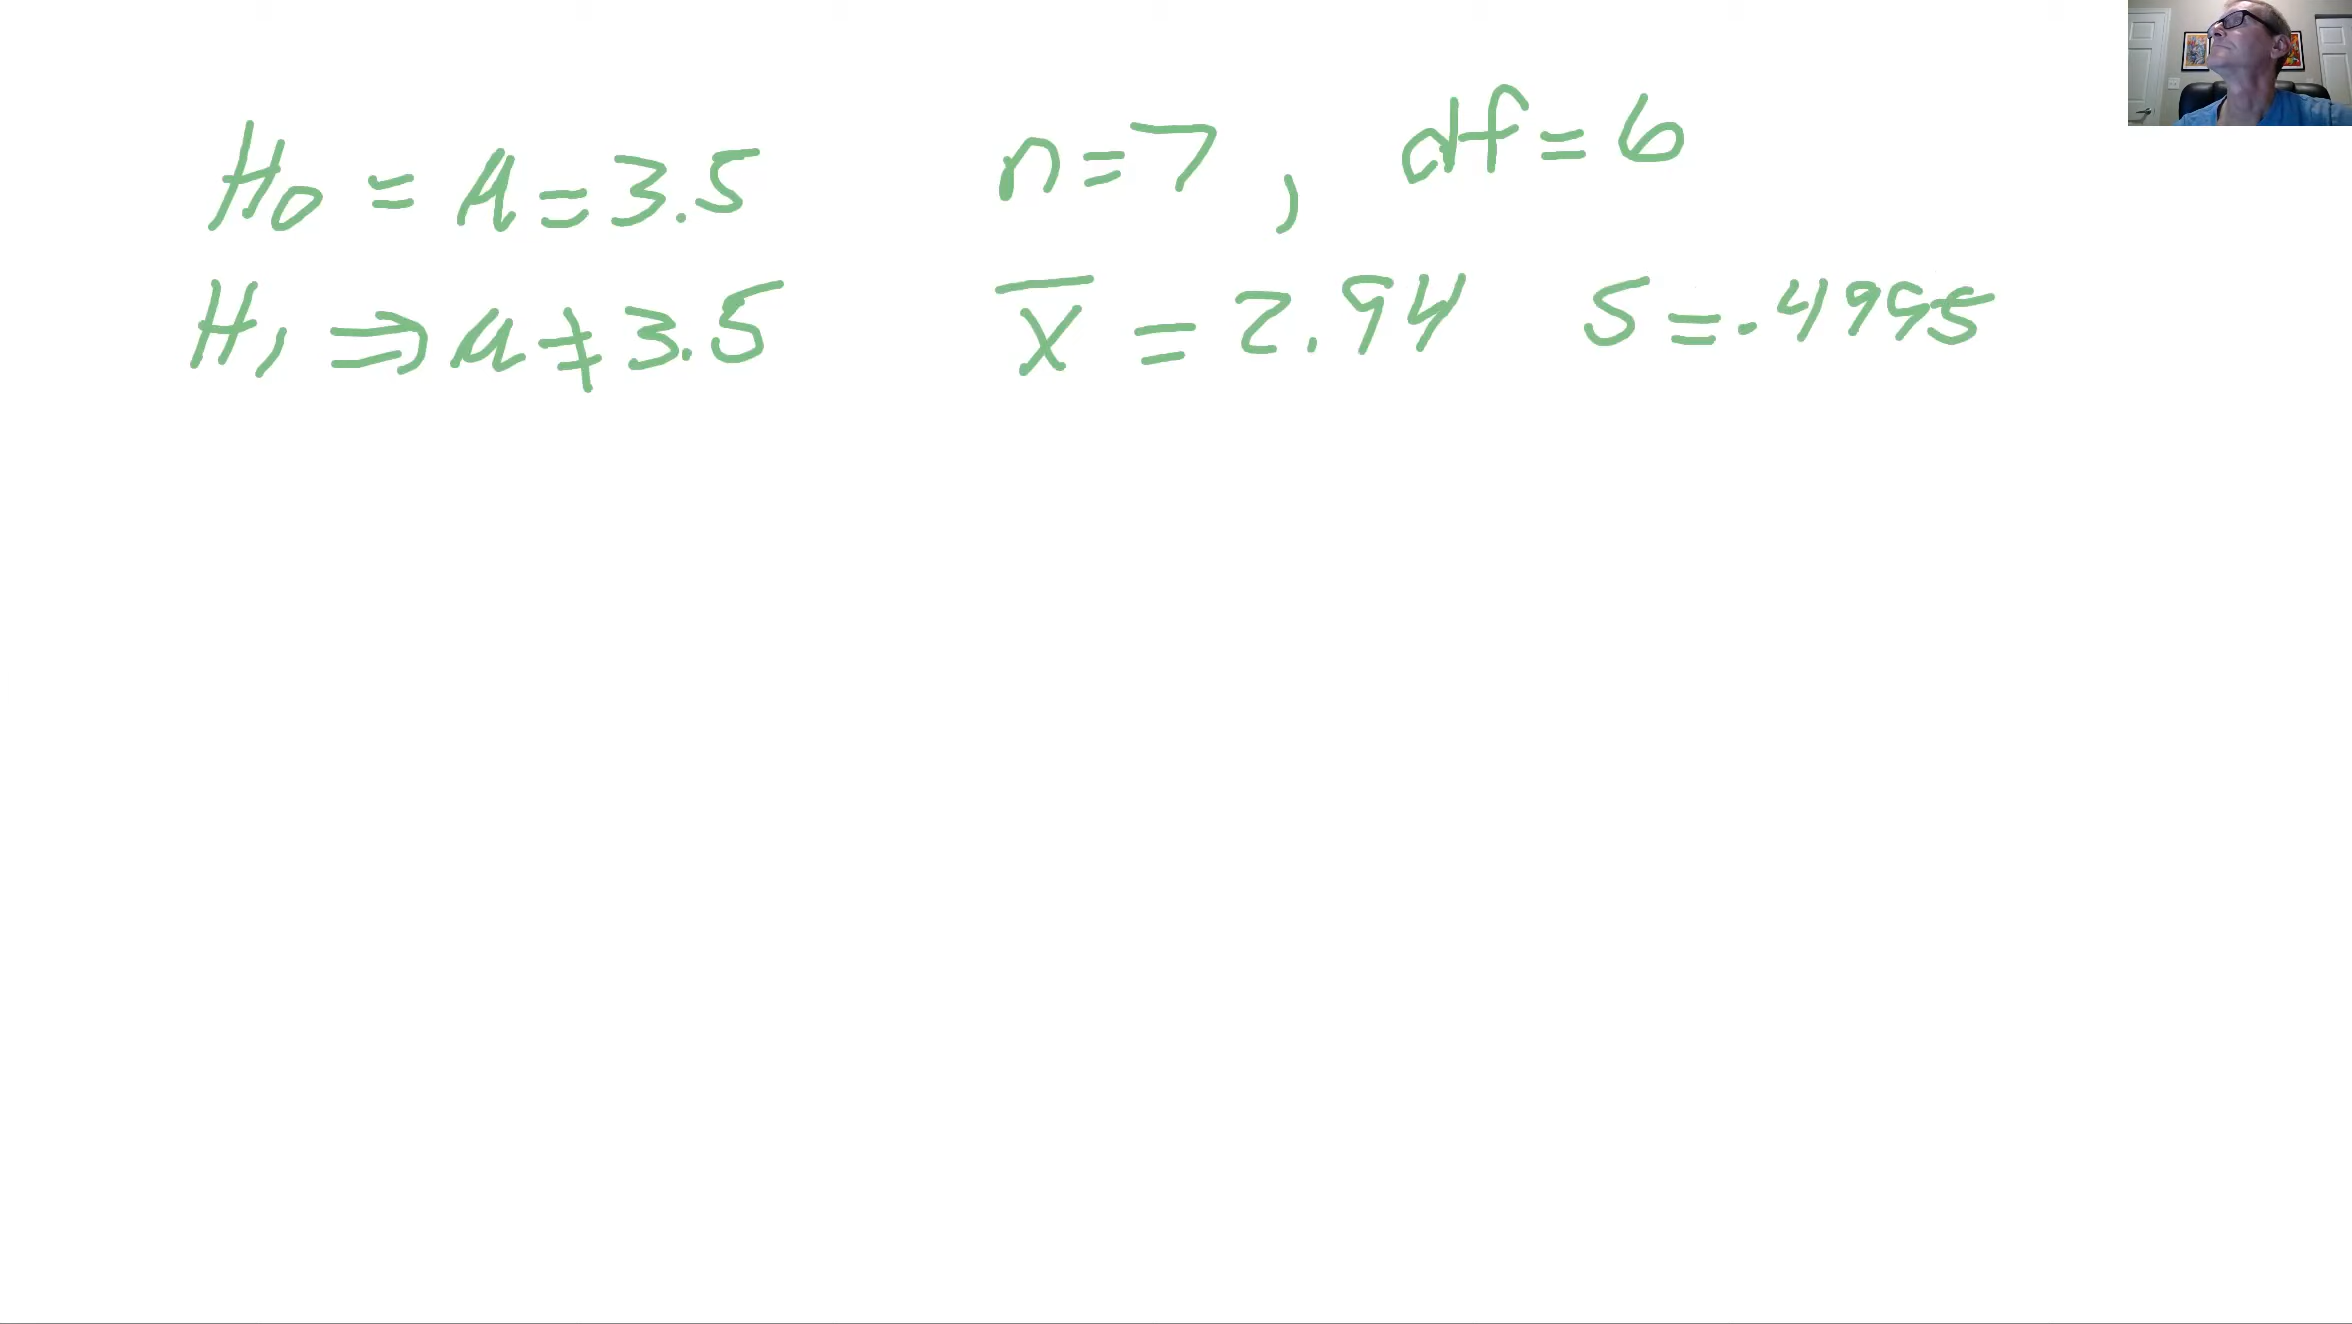 H₀ = μ = 3.5    n = 7, df = 6
H₁ ⇒ μ ≠ 3.5    x̄ = 2.94    S = .4995